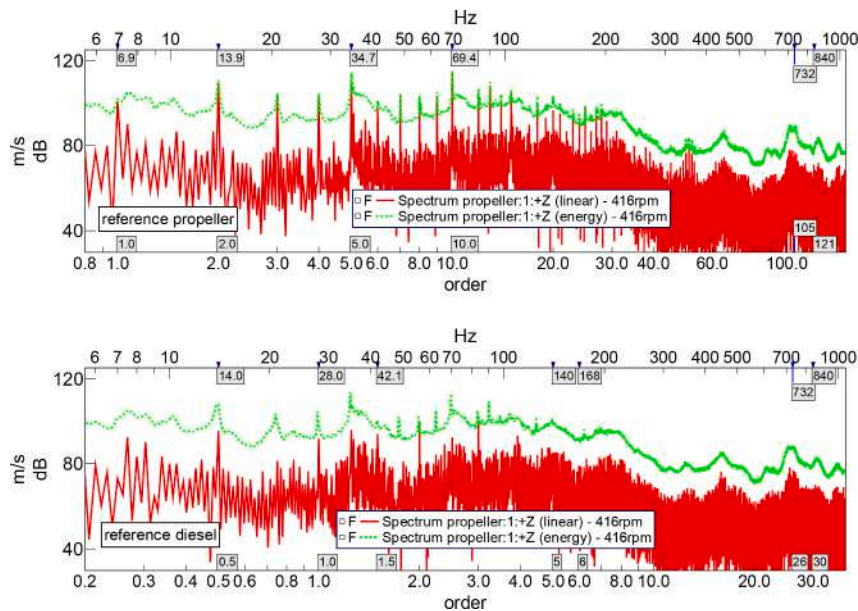 Hz
6 7 8 10 20 30 40 50 60 70 100 200 300 400 500 700 1000
120
6.9 13.9 34.7 69.4 840
732
m/s
dB
80
F Spectrum propeller:1:+Z (linear) - 416rpm
F Spectrum propeller:1:+Z (energy) - 416rpm
reference propeller
105
40
1.0 2.0 5.0 10.0 121
0.8 1.0 2.0 3.0 4.0 5.0 6.0 8.0 10.0 20.0 30.0 40.0 60.0 100.0
order
Hz
6 7 8 10 20 30 40 50 60 70 100 200 300 400 500 700 1000
120
14.0 28.0 42.1 140 168 840
732
m/s
dB
80
F Spectrum propeller:1:+Z (linear) - 416rpm
F Spectrum propeller:1:+Z (energy) - 416rpm
reference diesel
40
0.5 1.0 1.5 5 6 26 30
0.2 0.3 0.4 0.5 0.6 0.8 1.0 2.0 3.0 4.0 5.0 6.0 8.0 10.0 20.0 30.0
order